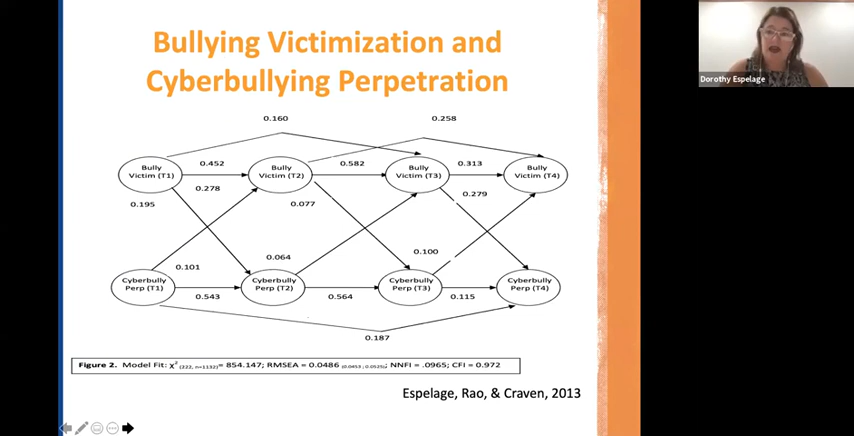 Bullying Victimization and
Cyberbullying Perpetration
Dorothy Espelage
0.160
0.258
Bully
Victim (T1)
0.452
Bully
Victim (T2)
0.582
Bully
Victim (T3)
0.313
Bully
Victim (T4)
0.278
0.279
0.195
0.077
0.100
0.064
0.101
Cyberbully
Perp (T1)
0.543
Cyberbully
Perp (T2)
0.564
Cyberbully
Perp (T3)
0.115
Cyberbully
Perp (T4)
0.187
Figure 2. Model Fit: χ² (222, n=1132)= 854.147; RMSEA = 0.0486 (0.0453 ; 0.0525); NNFI = .0965; CFI = 0.972
Espelage, Rao, & Craven, 2013